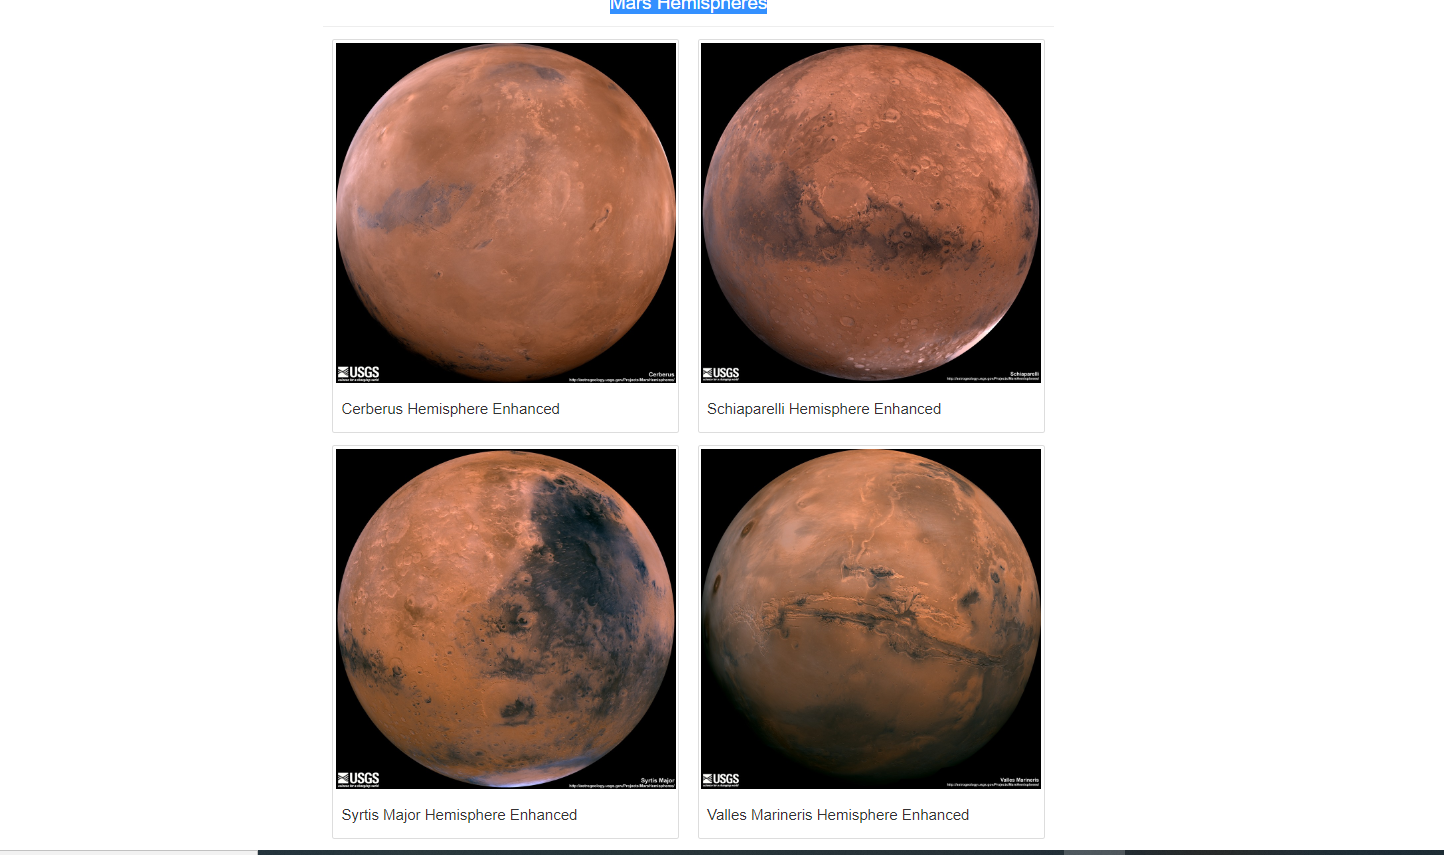 Mars Hemispheres
USGS
science for a changing world
Cerberus
http://astrogeology.usgs.gov/Projects/MarsHemispheres/
Cerberus Hemisphere Enhanced
USGS
science for a changing world
Schiaparelli
http://astrogeology.usgs.gov/Projects/MarsHemispheres/
Schiaparelli Hemisphere Enhanced
USGS
science for a changing world
Syrtis Major
http://astrogeology.usgs.gov/Projects/MarsHemispheres/
Syrtis Major Hemisphere Enhanced
USGS
science for a changing world
Valles Marineris
http://astrogeology.usgs.gov/Projects/MarsHemispheres/
Valles Marineris Hemisphere Enhanced